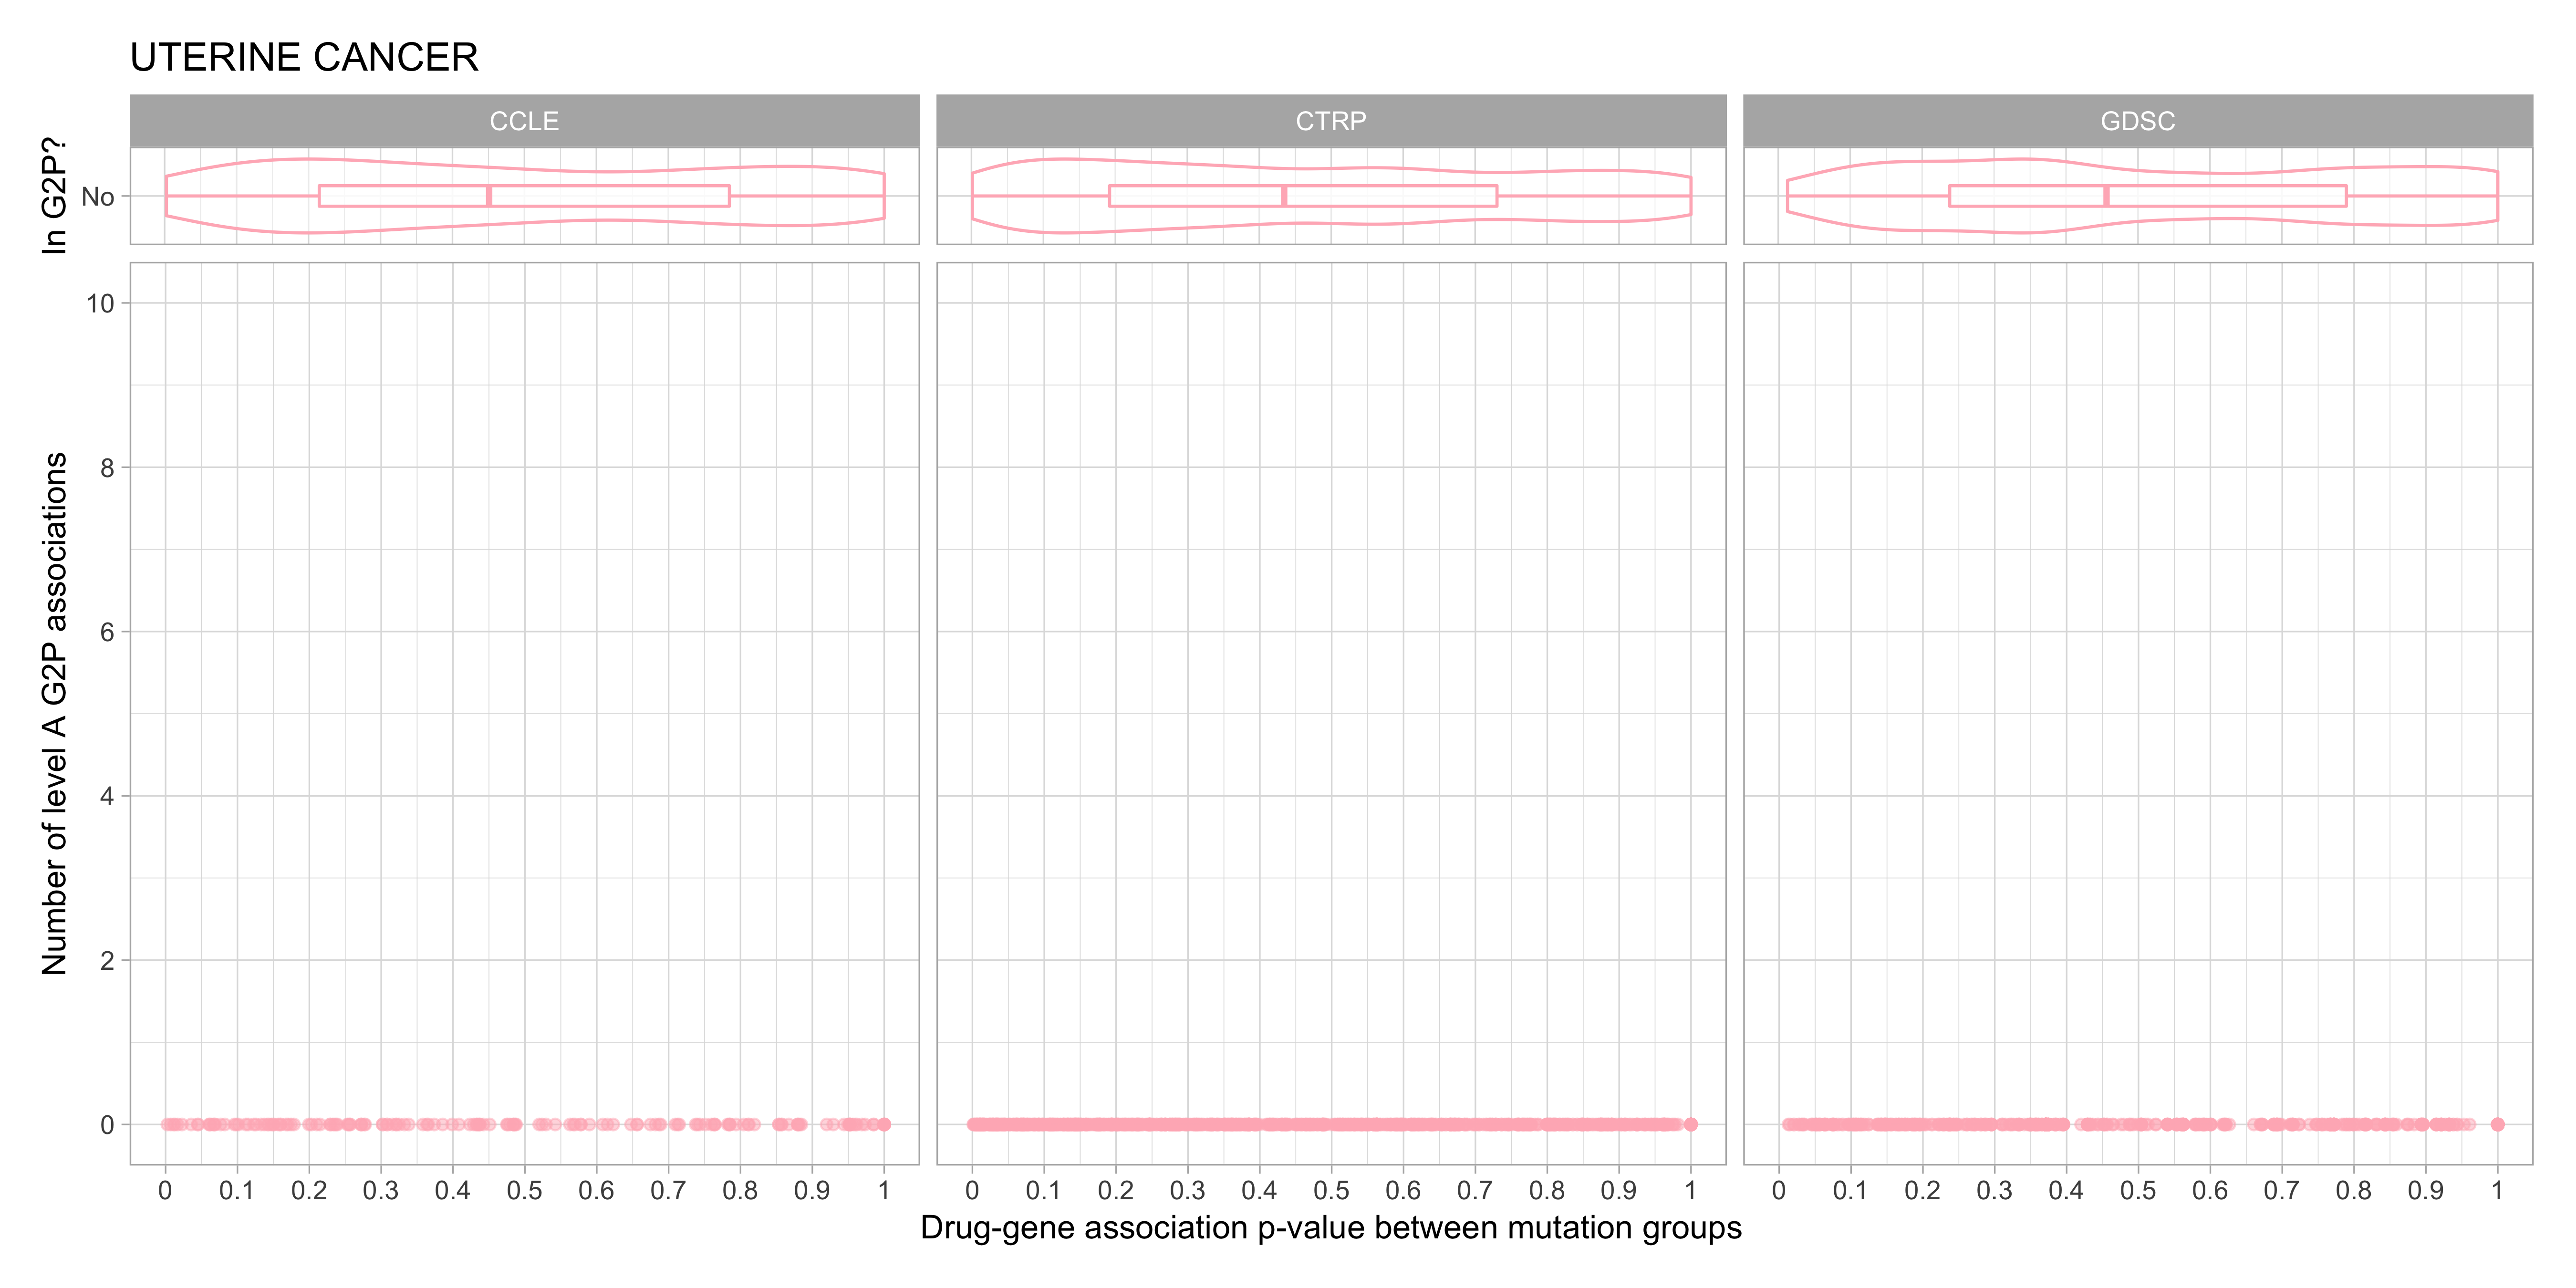 UTERINE CANCER
CCLE
CTRP
GDSC
In G2P?
No
Number of level A G2P associations
10
8
6
4
2
0
0 0.1 0.2 0.3 0.4 0.5 0.6 0.7 0.8 0.9 1
0 0.1 0.2 0.3 0.4 0.5 0.6 0.7 0.8 0.9 1
0 0.1 0.2 0.3 0.4 0.5 0.6 0.7 0.8 0.9 1
Drug-gene association p-value between mutation groups